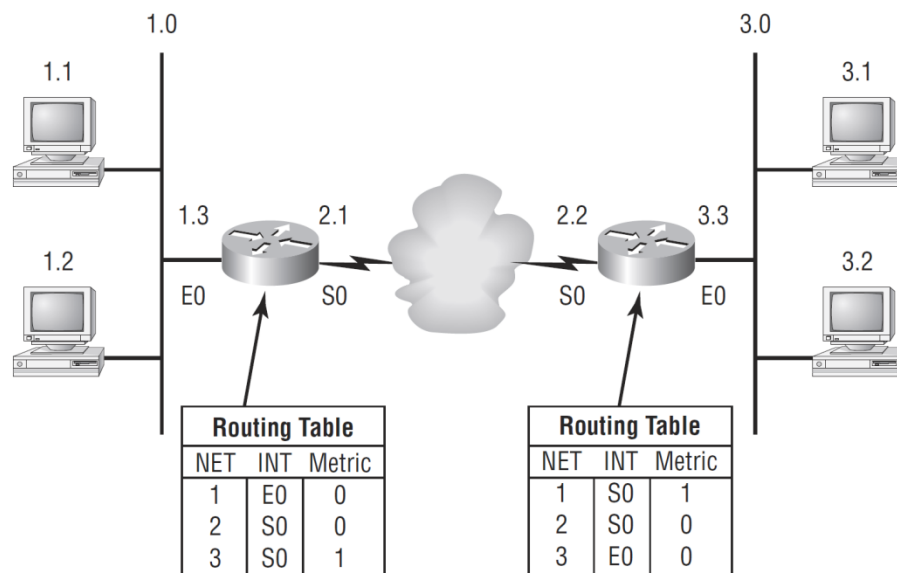 1.0
3.0
1.1
3.1
1.3
2.1
2.2
3.3
1.2
3.2
E0
S0
S0
E0
Routing Table
NET INT Metric
1 E0 0
2 S0 0
3 S0 1
Routing Table
NET INT Metric
1 S0 1
2 S0 0
3 E0 0